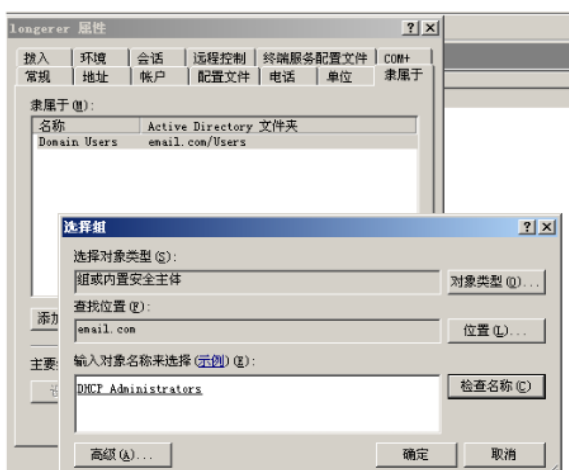 longerer 属性
拨入 环境 会话 远程控制 终端服务配置文件 COM+
常规 地址 帐户 配置文件 电话 单位 隶属于
隶属于(M):
名称 Active Directory 文件夹
Domain Users email.com/Users
选择组
选择对象类型(S):
组或内置安全主体 对象类型(O)...
查找位置(F):
添加
email.com 位置(L)...
主要
输入对象名称来选择(示例)(E):
DHCP Administrators 检查名称(C)
高级(A)... 确定 取消